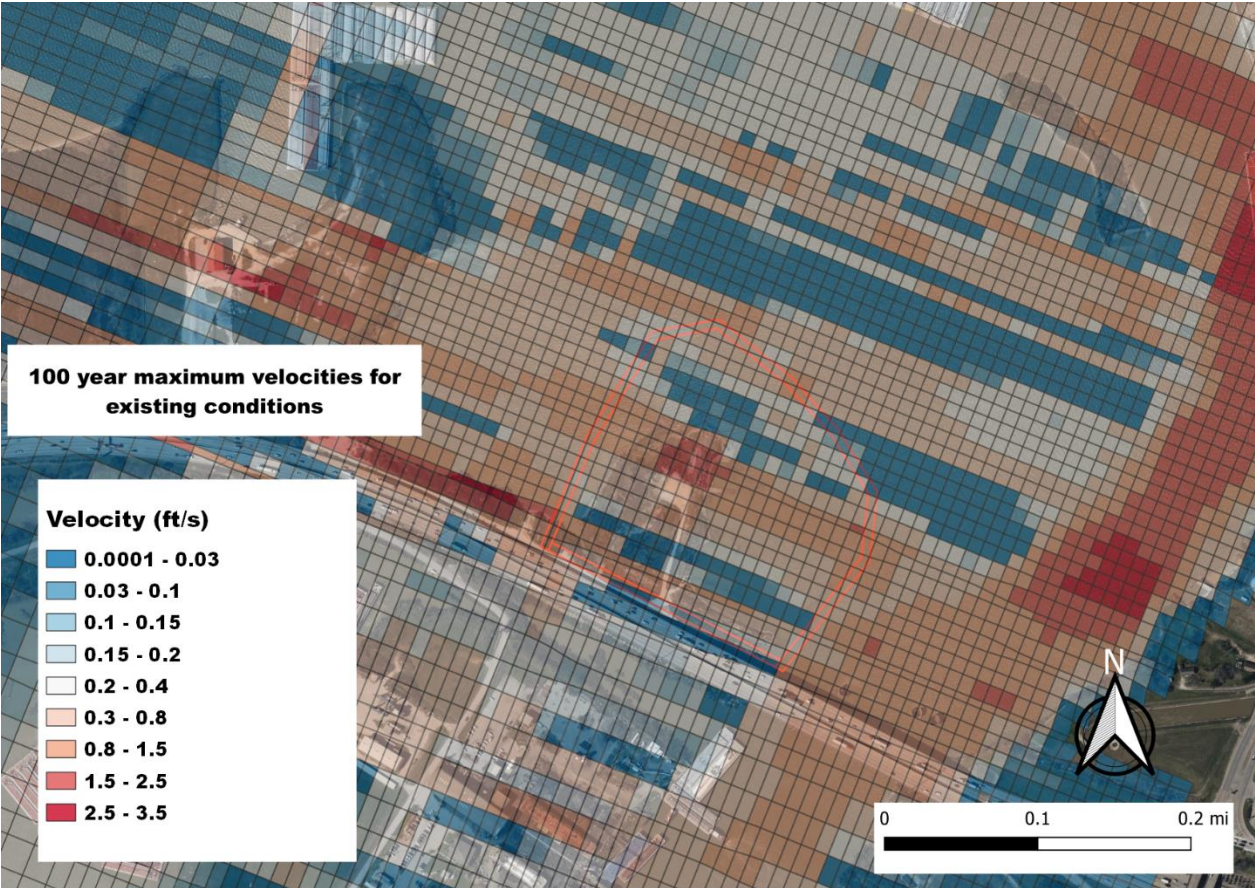 100 year maximum velocities for
existing conditions
Velocity (ft/s)
0.0001 - 0.03
0.03 - 0.1
0.1 - 0.15
0.15 - 0.2
0.2 - 0.4
0.3 - 0.8
0.8 - 1.5
1.5 - 2.5
2.5 - 3.5
N
0 0.1 0.2 mi